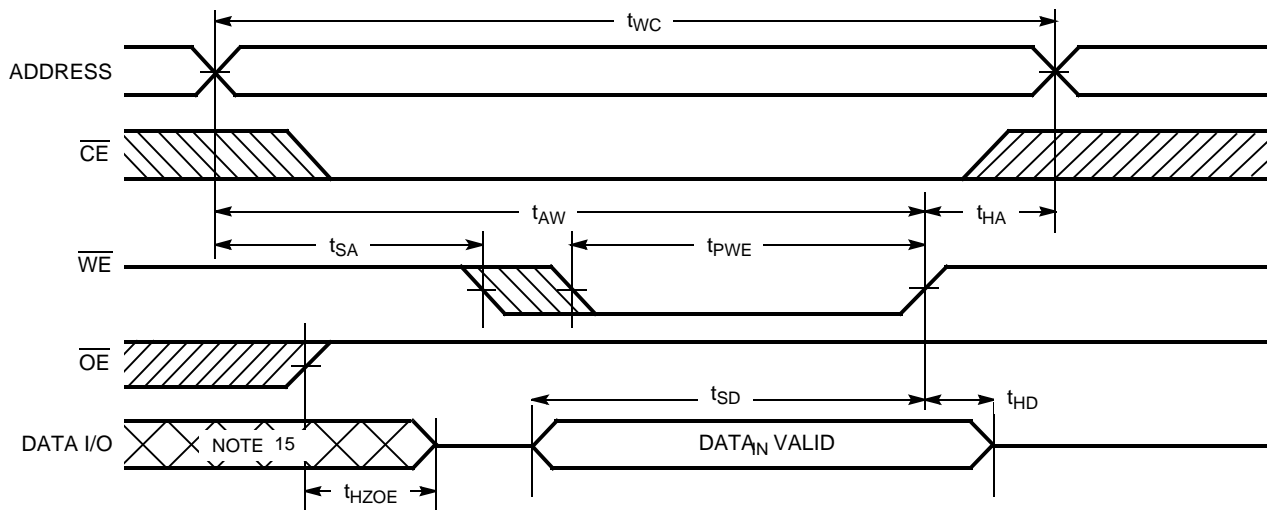 tWC
ADDRESS
CE
tAW
tHA
tSA
tPWE
WE
OE
tSD
tHD
DATA I/O
NOTE 15
DATAIN VALID
tHZOE